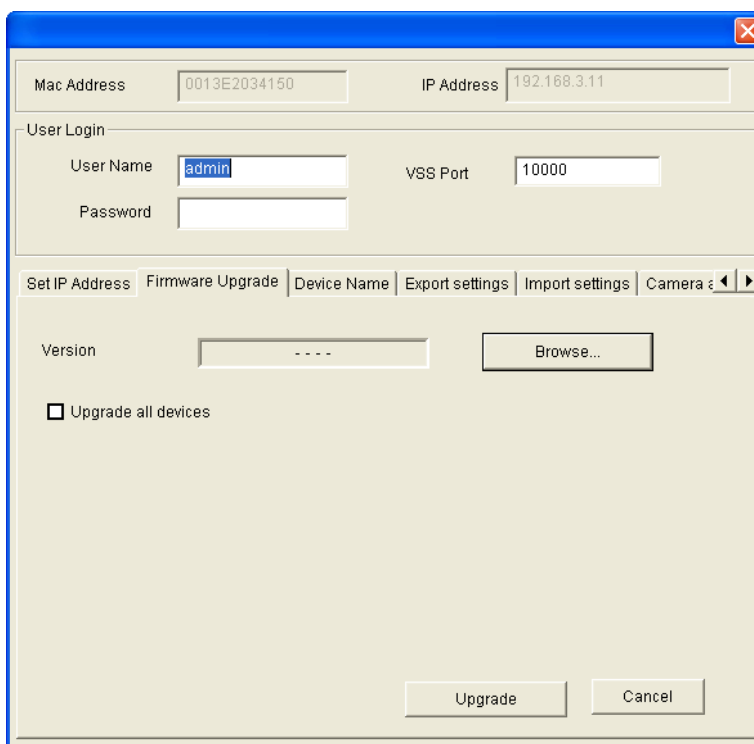 Mac Address 0013E2034150 IP Address 192.168.3.11
User Login
User Name admin VSS Port 10000
Password
Set IP Address Firmware Upgrade Device Name Export settings Import settings Camera
Version ---- Browse...
Upgrade all devices
Upgrade Cancel